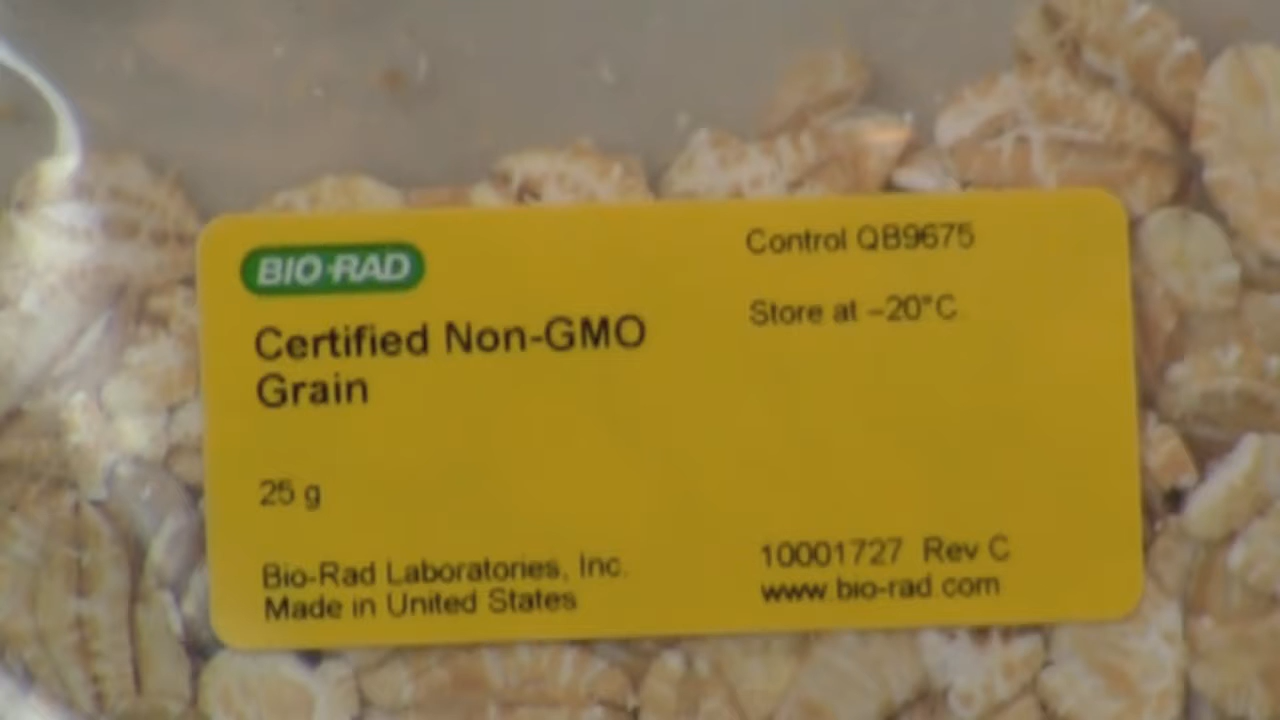 BIO-RAD
Certified Non-GMO
Grain
25 g
Bio-Rad Laboratories, Inc.
Made in United States
Control QB9675
Store at –20°C
10001727 Rev C
www.bio-rad.com